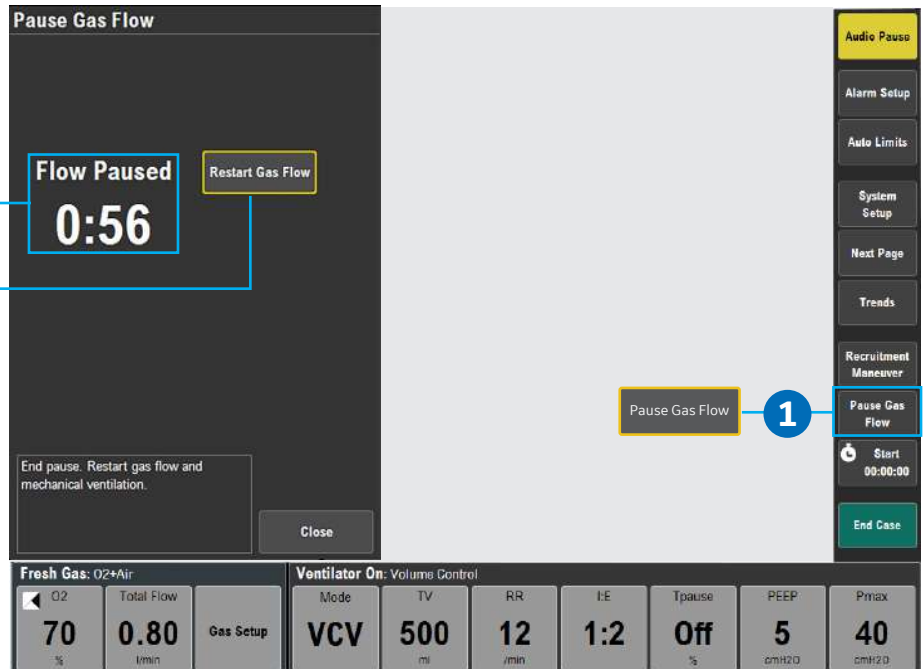 Pause Gas Flow
Flow Paused
0:56
Restart Gas Flow
End pause. Restart gas flow and
mechanical ventilation.
Close
Pause Gas Flow
1
Audio Pause
Alarm Setup
Auto Limits
System
Setup
Next Page
Trends
Recruitment
Maneuver
Pause Gas
Flow
Start
00:00:00
End Case
Fresh Gas: O2+Air
O2
70
%
Total Flow
0.80
l/min
Gas Setup
Ventilator On: Volume Control
Mode
VCV
TV
500
ml
RR
12
/min
I:E
1:2
Tpause
Off
%
PEEP
5
cmH2O
Pmax
40
cmH2O